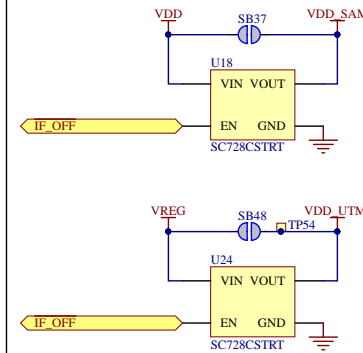 VDD SB37 VDD_SAM
U18
VIN VOUT
IF_OFF EN GND
SC728CSTRT
VREG SB48 VDD_UTM
TP54
U24
VIN VOUT
IF_OFF EN GND
SC728CSTRT